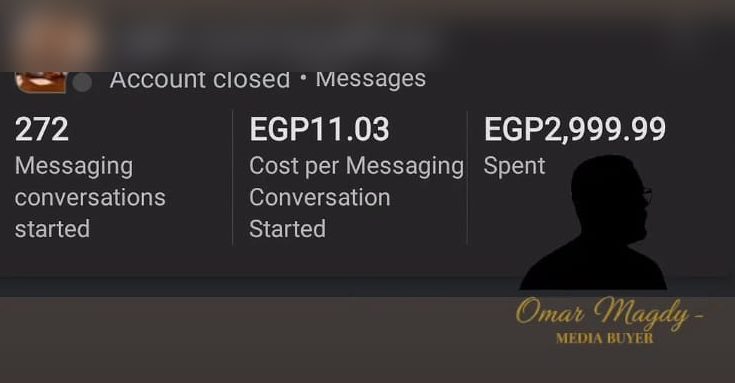 Account closed • Messages
272
Messaging
conversations
started
EGP11.03
Cost per Messaging
Conversation
Started
EGP2,999.99
Spent
Omar Magdy -
MEDIA BUYER